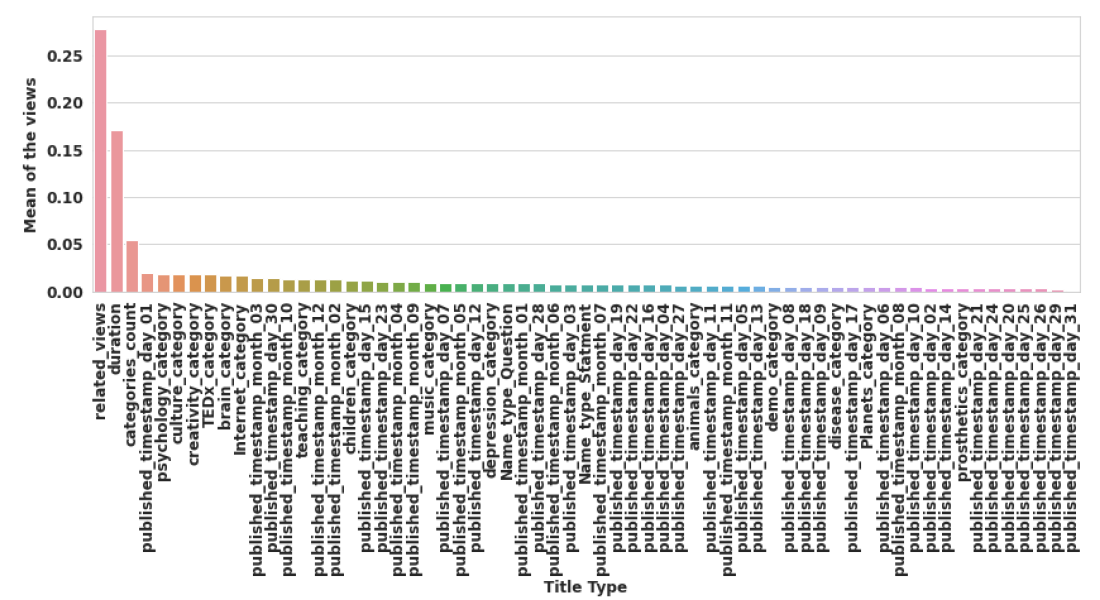 Mean of the views
0.25
0.20
0.15
0.10
0.05
0.00
related_views
duration
categories_count
published_timestamp_day_01
psychology_category
culture_category
creativity_category
TEDx_category
brain_category
Internet_category
published_timestamp_month_03
published_timestamp_day_30
published_timestamp_month_10
teaching_category
published_timestamp_month_12
published_timestamp_month_02
children_category
published_timestamp_day_15
published_timestamp_day_23
published_timestamp_month_04
published_timestamp_month_09
music_category
published_timestamp_day_07
published_timestamp_month_05
published_timestamp_day_12
depression_category
Name_type_Question
published_timestamp_month_01
published_timestamp_day_28
published_timestamp_month_06
published_timestamp_day_03
Name_type_Statment
published_timestamp_month_07
published_timestamp_day_19
published_timestamp_day_22
published_timestamp_day_16
published_timestamp_day_04
published_timestamp_day_27
animals_category
published_timestamp_day_11
published_timestamp_month_11
published_timestamp_day_05
published_timestamp_day_13
demo_category
published_timestamp_day_08
published_timestamp_day_18
published_timestamp_day_09
disease_category
published_timestamp_day_17
Planets_category
published_timestamp_day_06
published_timestamp_month_08
published_timestamp_day_10
published_timestamp_day_02
published_timestamp_day_14
prosthetics_category
published_timestamp_day_21
published_timestamp_day_24
published_timestamp_day_20
published_timestamp_day_25
published_timestamp_day_26
published_timestamp_day_29
published_timestamp_day_31
Title Type